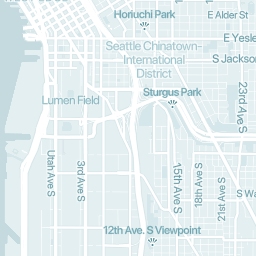 Horiuchi Park
E Alder St
E Yesle
Seattle Chinatown-
International
District
S Jackson
Lumen Field
Sturgus Park
23rd Ave S
Utah Ave S
3rd Ave S
15th Ave S
18th Ave S
21st Ave S
S Wa
12th Ave. S Viewpoint